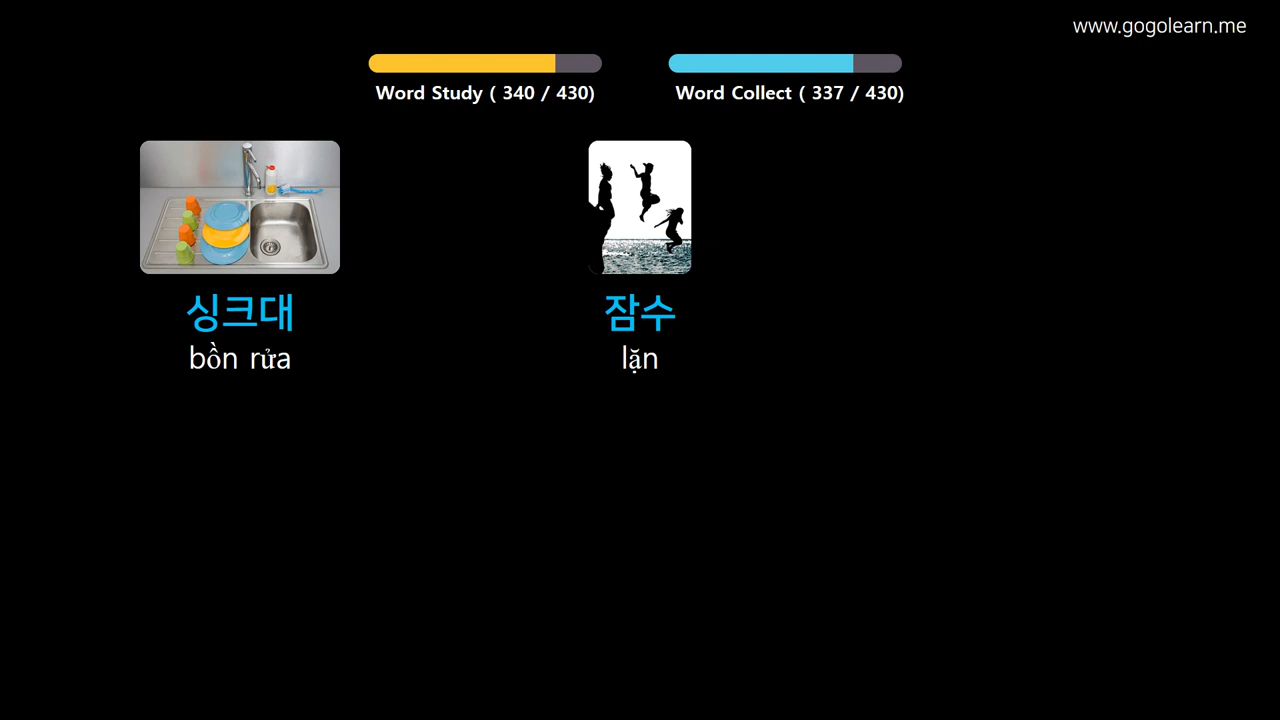 www.gogolearn.me
Word Study ( 340 / 430)
Word Collect ( 337 / 430)
싱크대
bồn rửa
잠수
lặn